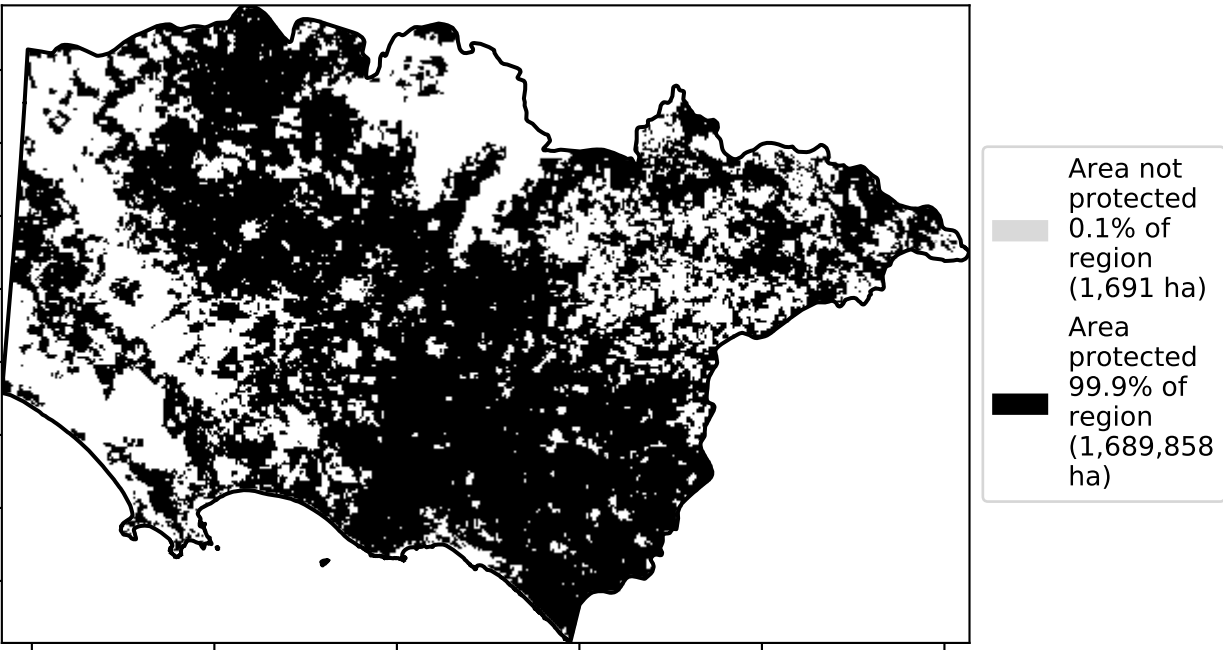 Area not
protected
0.1% of
region
(1,691 ha)
Area
protected
99.9% of
region
(1,689,858
ha)